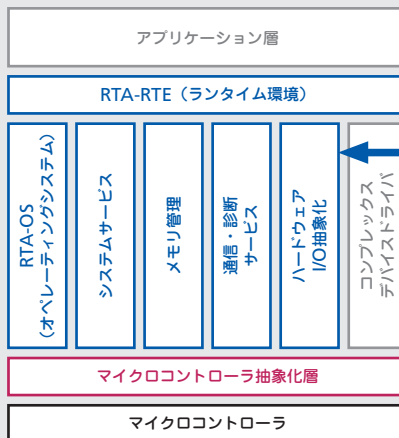 アプリケーション層
RTA-RTE（ランタイム環境）
RTA-OS
（オペレーティングシステム）
システムサービス
メモリ管理
通信・診断
サービス
ハードウェア
I/O抽象化
コンプレックス
デバイスドライバ
マイクロコントローラ抽象化層
マイクロコントローラ